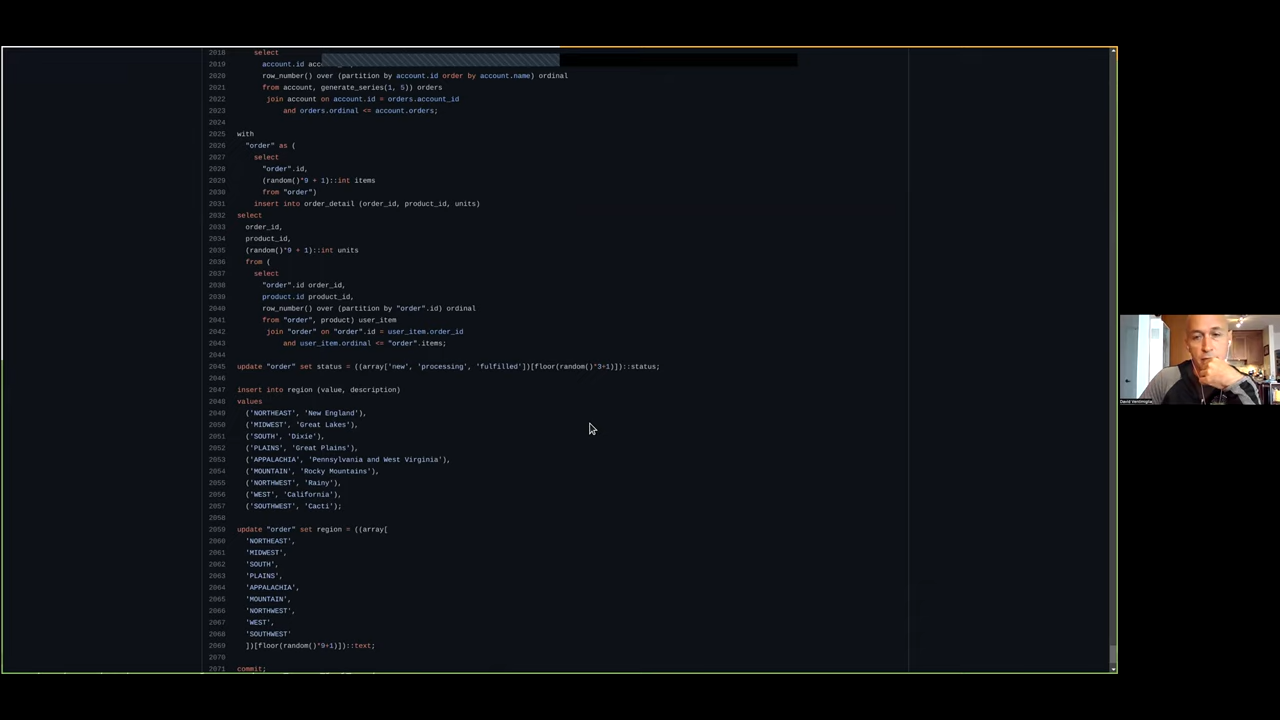 2018 select
2019 account.id
2020 row_number() over (partition by account.id order by account.name) ordinal
2021 from account, generate_series(1, 5)) orders
2022 join account on account.id = orders.account_id
2023 and orders.ordinal <= account.orders;
2024
2025 with
2026 "order" as (
2027 select
2028 "order".id,
2029 (random()*9 + 1)::int items
2030 from "order")
2031 insert into order_detail (order_id, product_id, units)
2032 select
2033 order_id,
2034 product_id,
2035 (random()*9 + 1)::int units
2036 from (
2037 select
2038 "order".id order_id,
2039 product.id product_id,
2040 row_number() over (partition by "order".id) ordinal
2041 from "order", product) user_item
2042 join "order" on "order".id = user_item.order_id
2043 and user_item.ordinal <= "order".items;
2044
2045 update "order" set status = ((array['new', 'processing', 'fulfilled'])[floor(random()*3+1)])::status;
2046
2047 insert into region (value, description)
2048 values
2049 ('NORTHEAST', 'New England'),
2050 ('MIDWEST', 'Great Lakes'),
2051 ('SOUTH', 'Dixie'),
2052 ('PLAINS', 'Great Plains'),
2053 ('APPALACHIA', 'Pennsylvania and West Virginia'),
2054 ('MOUNTAIN', 'Rocky Mountains'),
2055 ('NORTHWEST', 'Rainy'),
2056 ('WEST', 'California'),
2057 ('SOUTHWEST', 'Cacti');
2058
2059 update "order" set region = ((array[
2060 'NORTHEAST',
2061 'MIDWEST',
2062 'SOUTH',
2063 'PLAINS',
2064 'APPALACHIA',
2065 'MOUNTAIN',
2066 'NORTHWEST',
2067 'WEST',
2068 'SOUTHWEST'
2069 ])[floor(random()*9+1)])::text;
2070
2071 commit;
David Ventimiglia